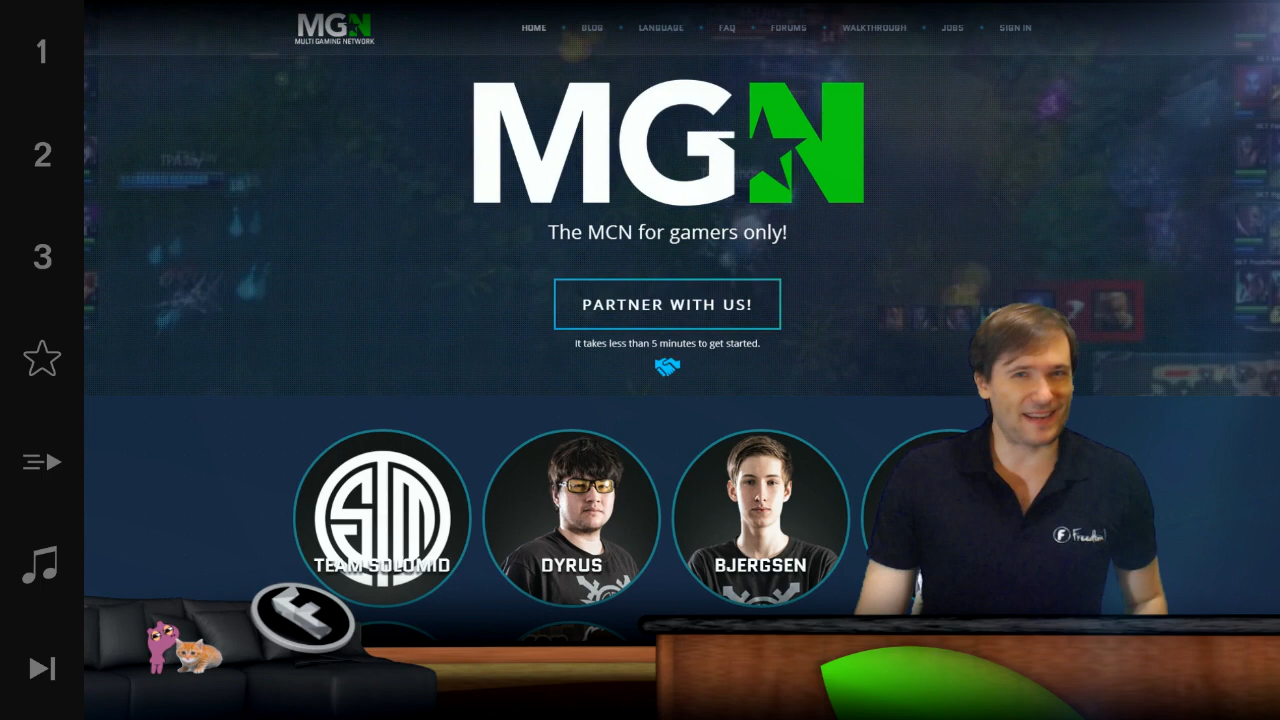 1
2
3
MGN
MULTI GAMING NETWORK
HOME BLOG LANGUAGE FAQ FORUMS WALKTHROUGH JOBS SIGN IN
MGN
The MCN for gamers only!
PARTNER WITH US!
It takes less than 5 minutes to get started.
TSM
TEAM SOLOMID
DYRUS
BJERGSEN
F Freedom!
F